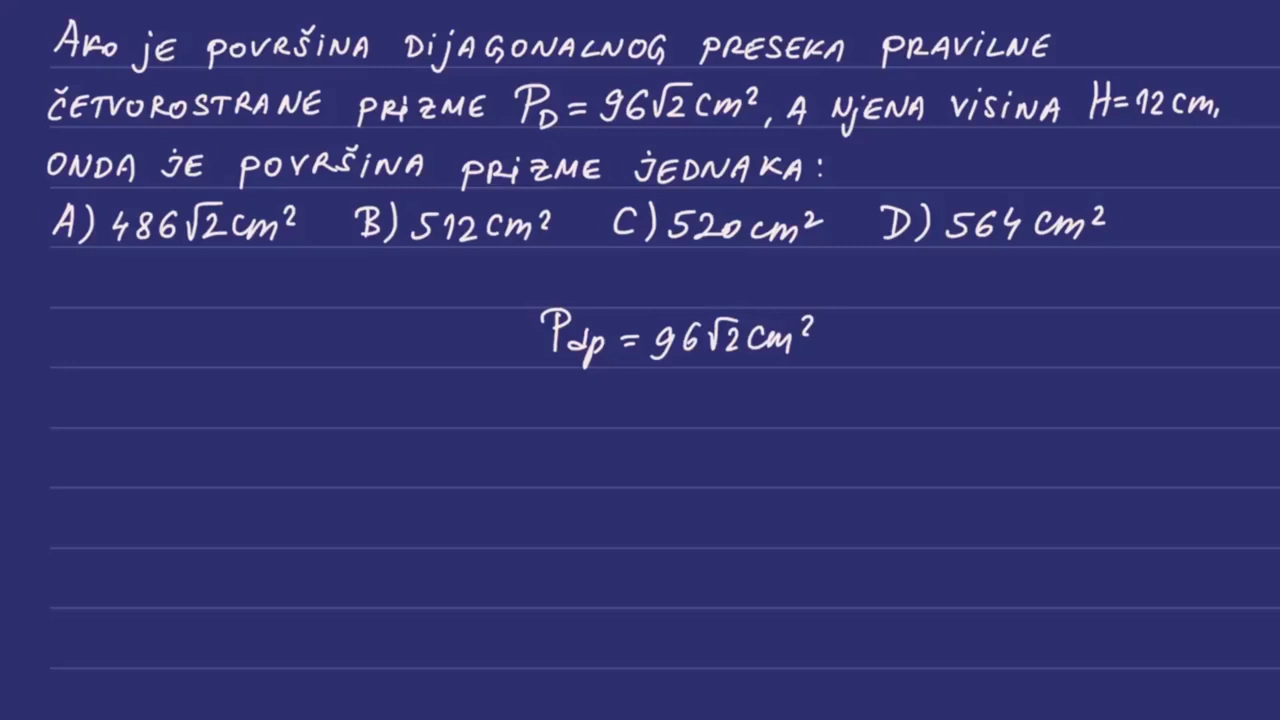 Ako je površina dijagonalnog preseka pravilne
četvorostrane prizme P_D = 96√2 cm², a njena visina H=12 cm,
onda je površina prizme jednaka:
A) 486√2 cm² B) 512 cm² C) 520 cm² D) 564 cm²
P_dp = 96√2 cm²